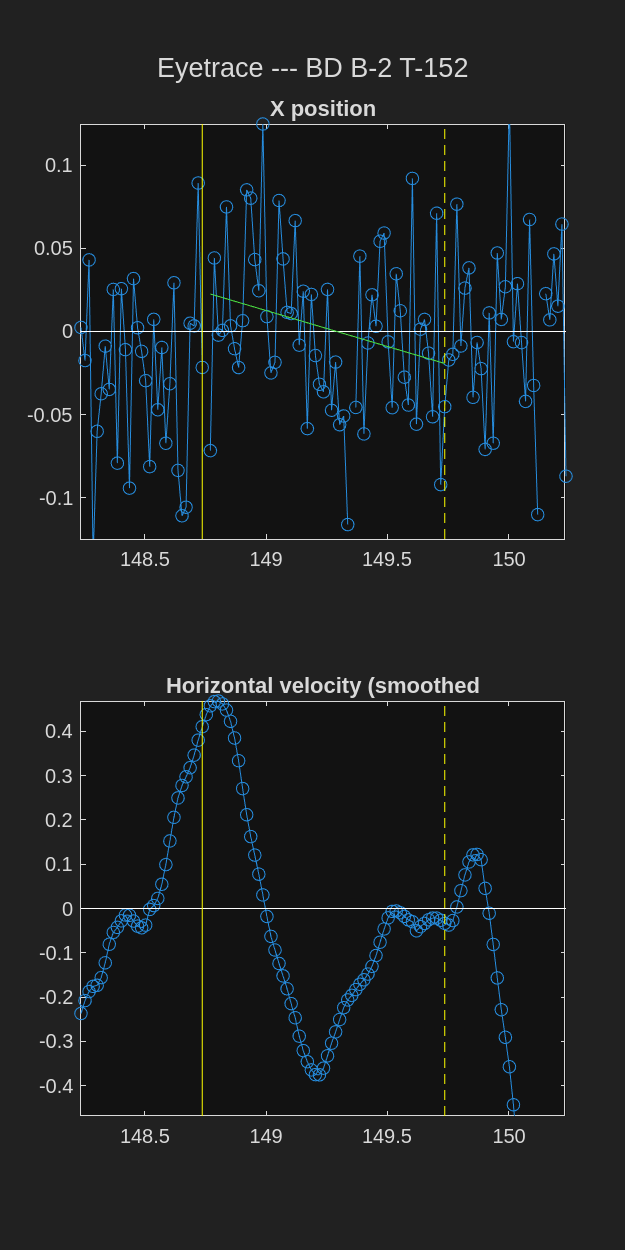 Eyetrace --- BD B-2 T-152
X position
0.1
0.05
0
-0.05
-0.1
148.5 149 149.5 150
Horizontal velocity (smoothed
0.4
0.3
0.2
0.1
0
-0.1
-0.2
-0.3
-0.4
148.5 149 149.5 150